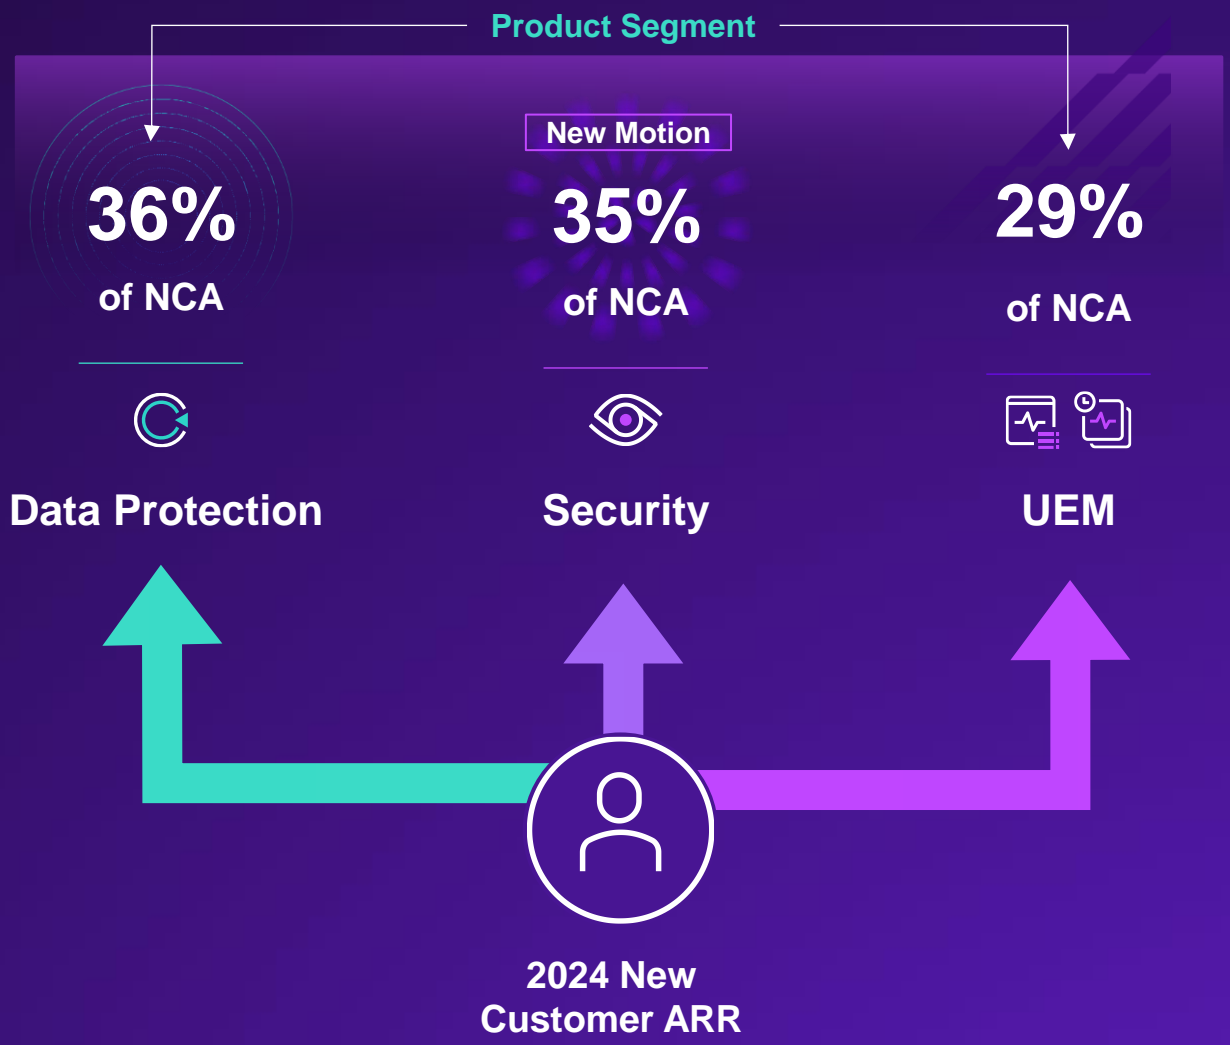 Product Segment
36%
of NCA
Data Protection
New Motion
35%
of NCA
Security
29%
of NCA
UEM
2024 New
Customer ARR